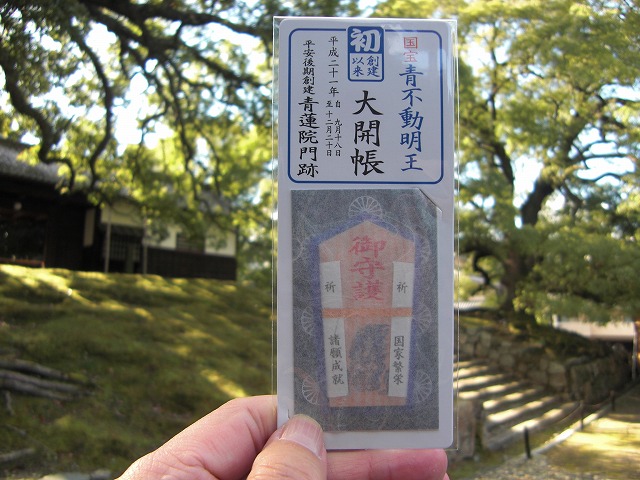 国宝青不動明王
初
創建
以来
大開帳
平成二十一年
自 九月十八日
至 十二月二十日
平安後期創建 青蓮院門跡
御守護
祈 国家繁栄
祈 諸願成就